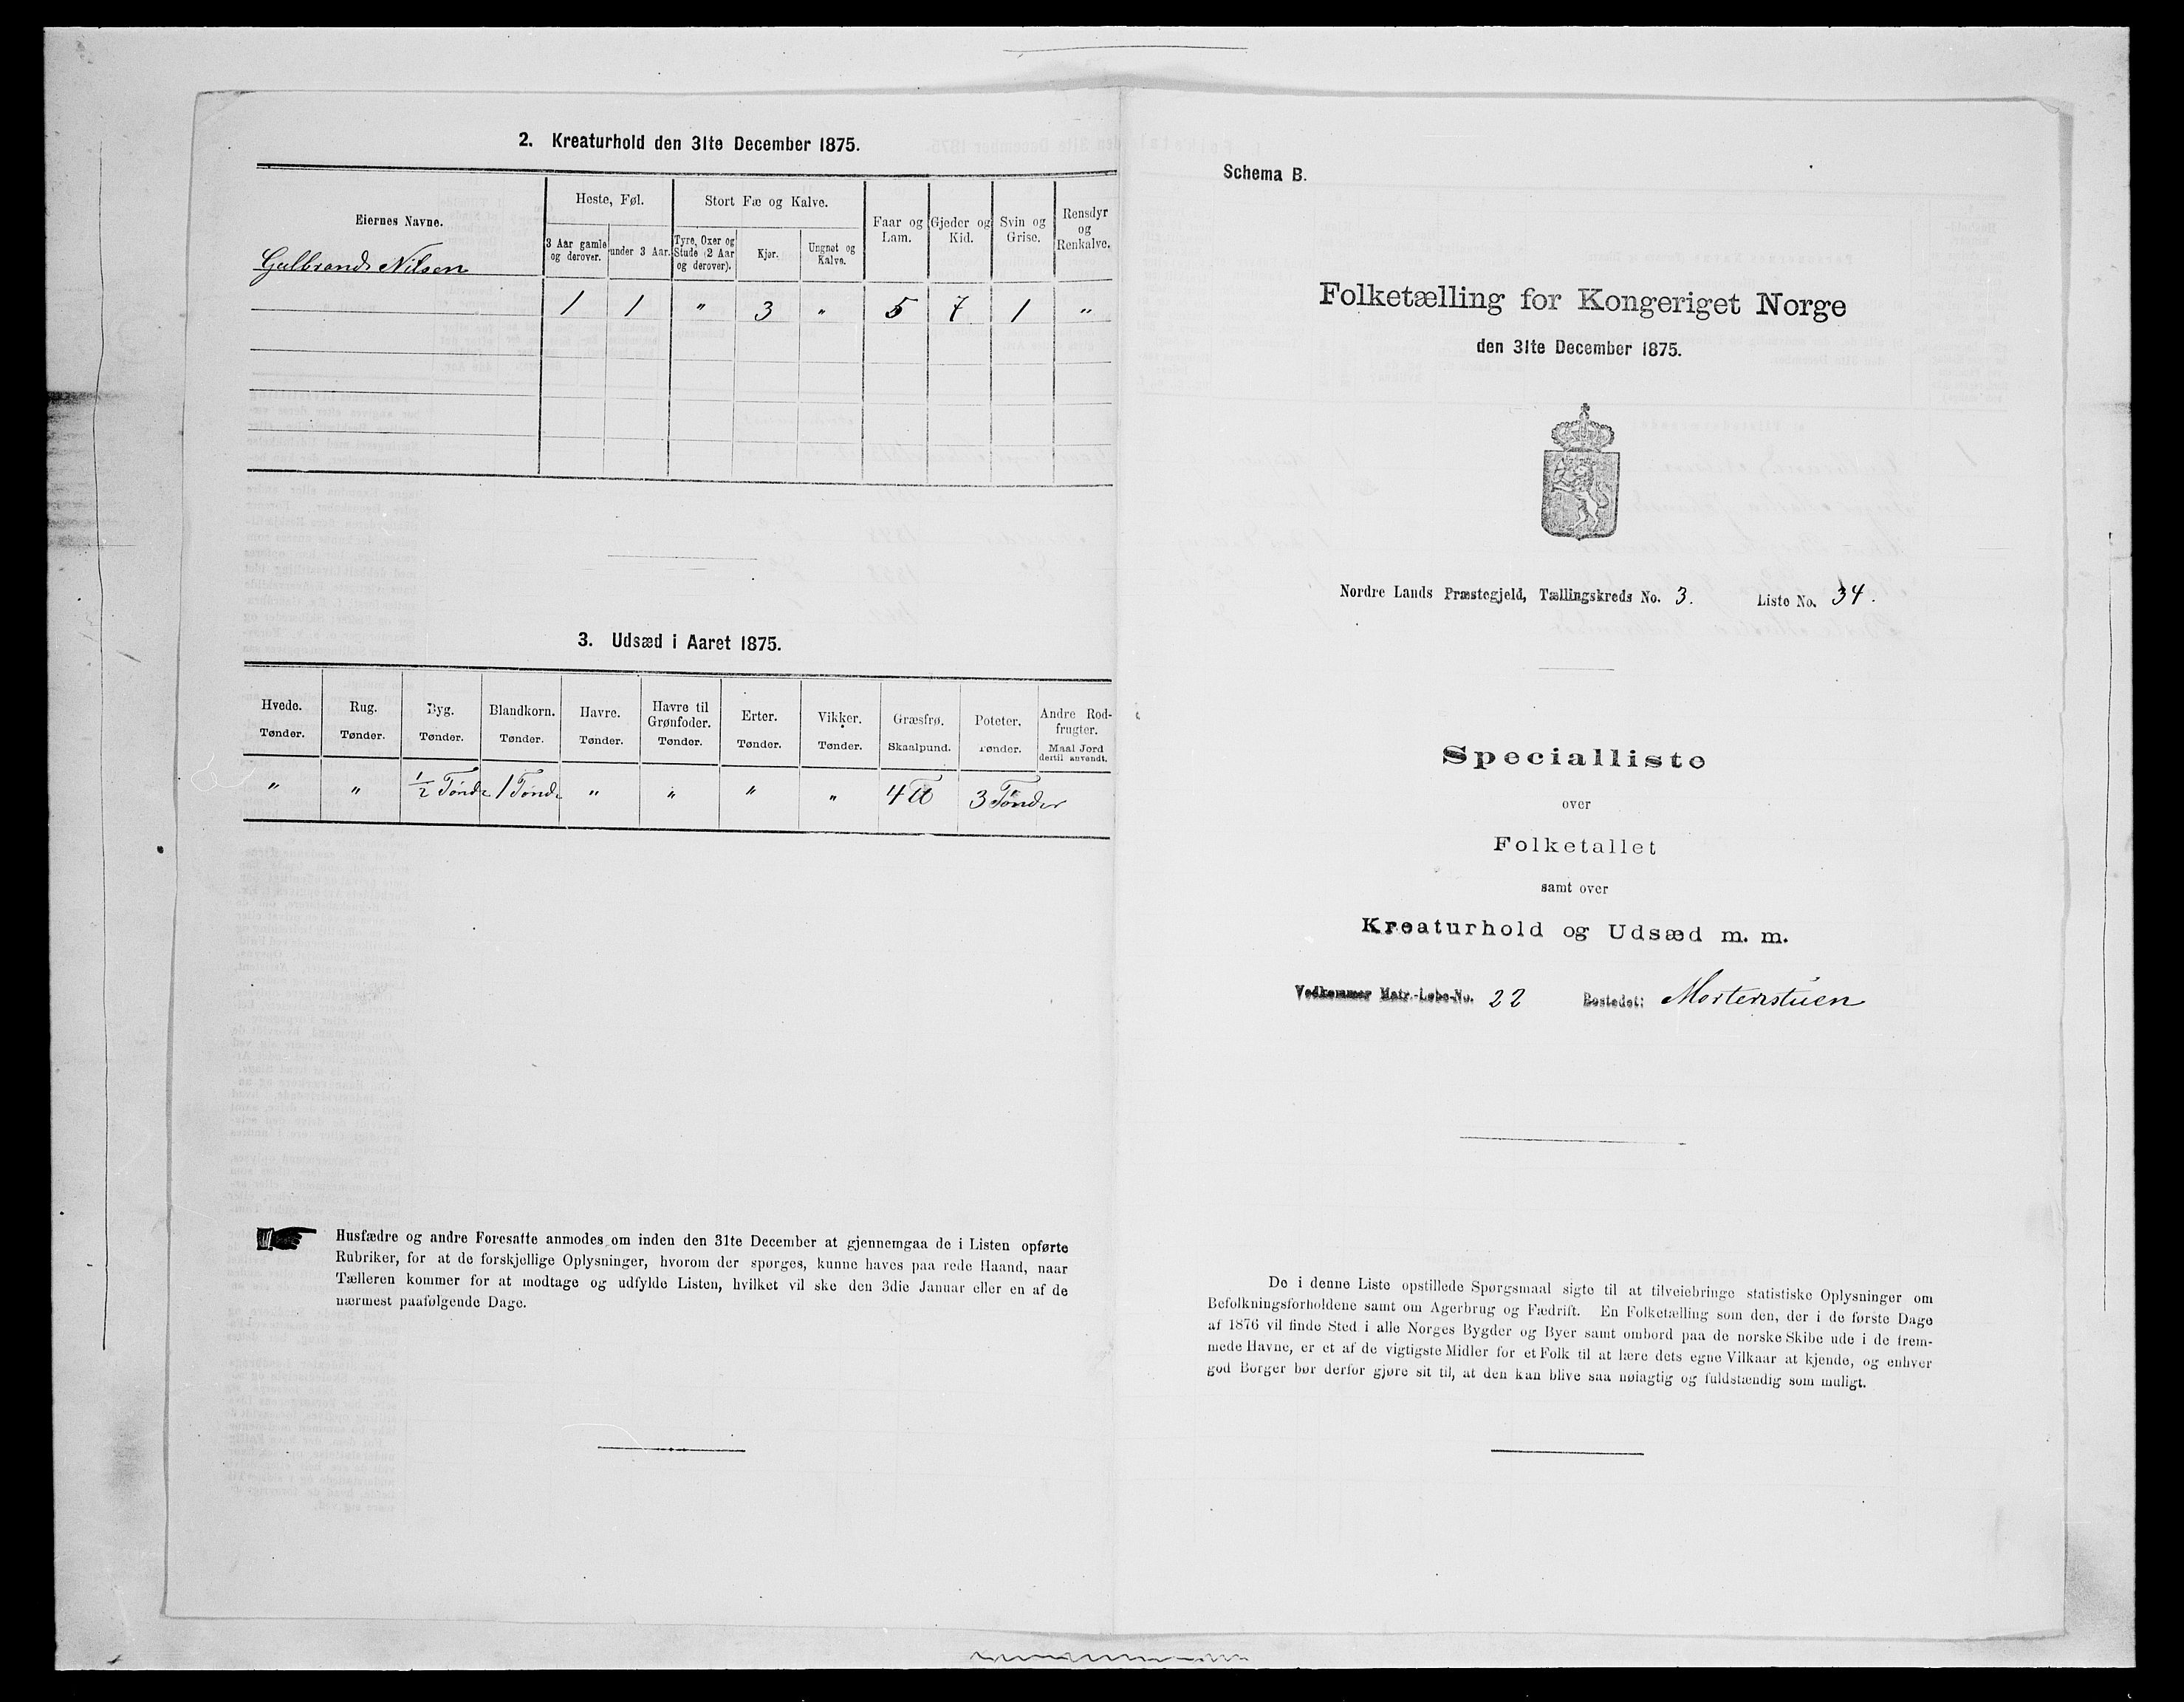 2. Kreaturhold den 31te December 1875.
Eiernes Navne.
Heste, Føl.
Stort Fæ og Kalve.
Faar og Lam.
Gjeder og Kid.
Svin og Grise.
Rensdyr og Renkalve.
3 Aar gamle og derover.
under 3 Aar.
Tyre, Oxer og Stude (2 Aar og derover).
Kjør.
Ungnøt og Kalve.
Gulbrand Nilsen
1 1 " 3 " 5 7 1 "
3. Udsæd i Aaret 1875.
Hvede. Rug. Byg. Blandkorn. Havre. Havre til Grønfoder. Erter. Vikker. Græsfrø. Poteter. Andre Rodfrugter.
Tønder. Tønder. Tønder. Tønder. Tønder. Tønder. Tønder. Tønder. Skaalpund. Tønder. Maal Jord dertil anvendt.
" " 1/2 Tønde 1 Tønde " " " " 4 ℔ 3 Tønder
Husfædre og andre Foresatte anmodes om inden den 31te December at gjennemgaa de i Listen opførte
Rubriker, for at de forskjellige Oplysninger, hvorom der spørges, kunne haves paa rede Haand, naar
Tælleren kommer for at modtage og udfylde Listen, hvilket vil ske den 3die Januar eller en af de
nærmest paafølgende Dage.
Schema B.
Folketælling for Kongeriget Norge
den 31te December 1875.
Nordre Lands Præstegjeld, Tællingskreds No. 3. Liste No. 34.
Specialliste
over
Folketallet
samt over
Kreaturhold og Udsæd m. m.
Vedkommer Matr.-Løbe-No. 22 Bostedet: Mortenstuen
De i denne Liste opstillede Spørgsmaal sigte til at tilveiebringe statistiske Oplysninger om
Befolkningsforholdene samt om Agerbrug og Fædrift. En Folketælling som den, der i de første Dage
af 1876 vil finde Sted i alle Norges Bygder og Byer samt ombord paa de norske Skibe ude i de frem-
mede Havne, er et af de vigtigste Midler for et Folk til at lære dets egne Vilkaar at kjende, og enhver
god Borger bør derfor gjøre sit til, at den kan blive saa nøiagtig og fuldstændig som muligt.